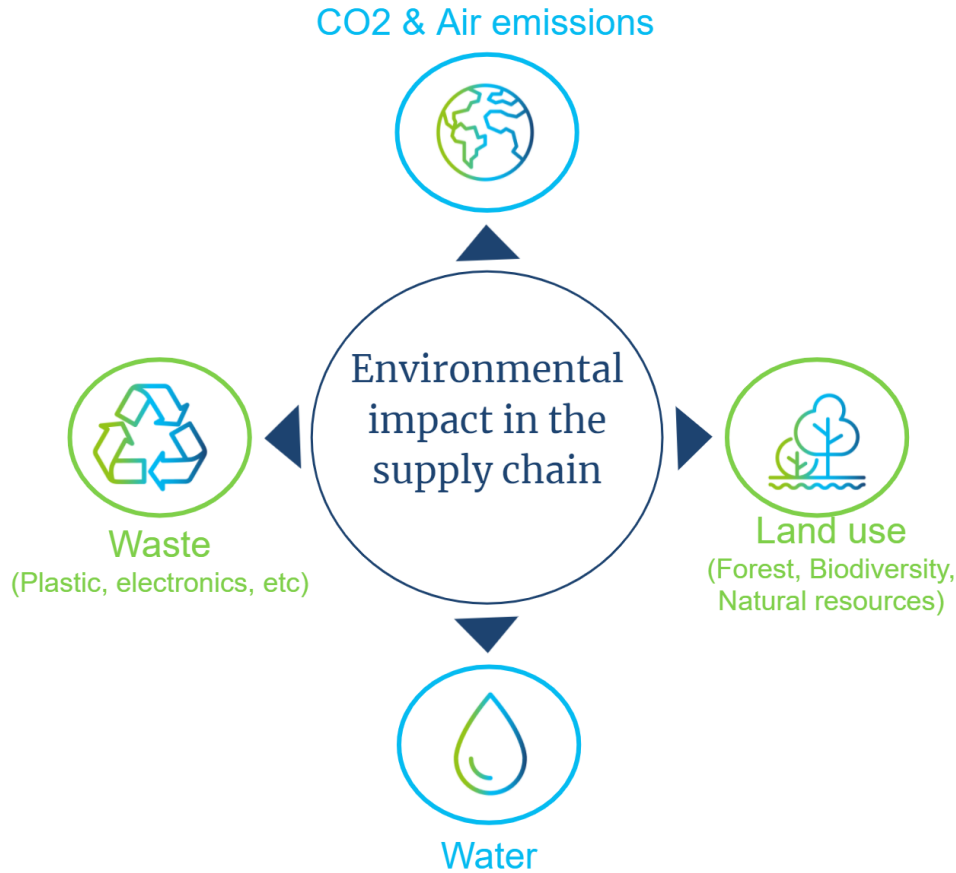 CO2 & Air emissions
Environmental
impact in the
supply chain
Waste
(Plastic, electronics, etc)
Land use
(Forest, Biodiversity,
Natural resources)
Water